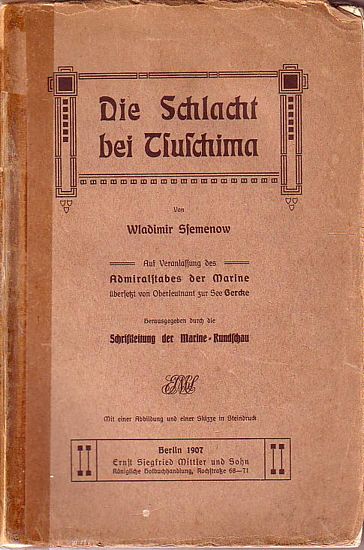 Die Schlacht
bei Tsuschima
Von
Wladimir Ssemenow
Auf Veranlassung des
Admiralstabes der Marine
übersetzt von Oberleutnant zur See Gercke
Herausgegeben durch die
Schriftleitung der Marine-Rundschau
Mit einer Abbildung und einer Skizze in Steindruck
Berlin 1907
Ernst Siegfried Mittler und Sohn
Königliche Hofbuchhandlung, Kochstraße 68–71